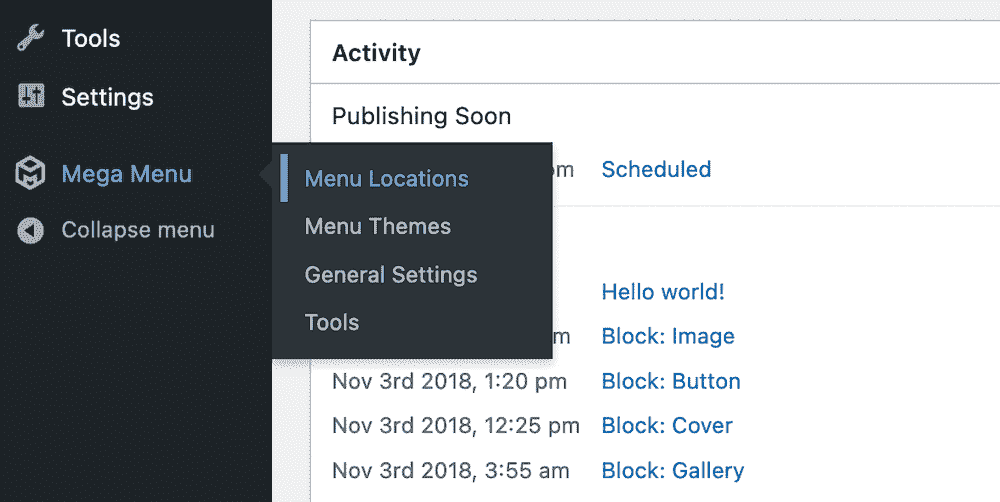 Tools
Settings
Mega Menu
Collapse menu
Menu Locations
Menu Themes
General Settings
Tools
Activity
Publishing Soon
Scheduled
Hello world!
Block: Image
Nov 3rd 2018, 1:20 pm Block: Button
Nov 3rd 2018, 12:25 pm Block: Cover
Nov 3rd 2018, 3:55 am Block: Gallery